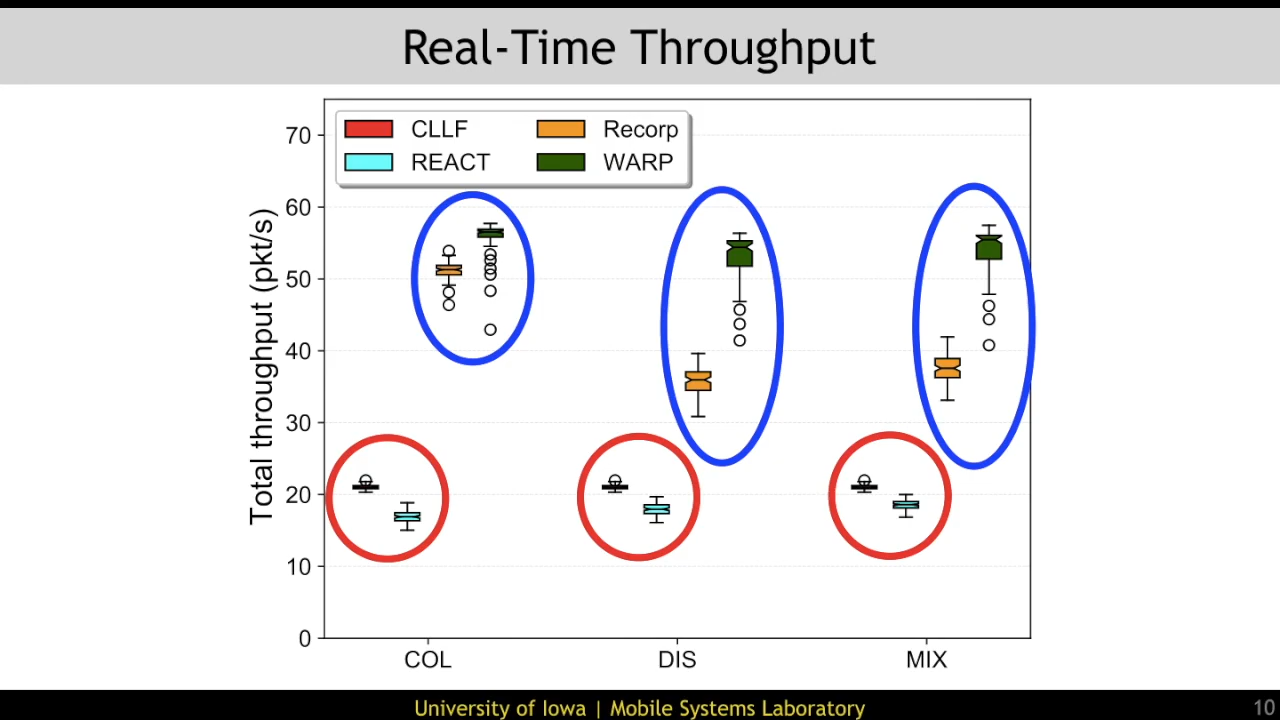 Real-Time Throughput
CLLF
Recorp
REACT
WARP
Total throughput (pkt/s)
70
60
50
40
30
20
10
0
COL
DIS
MIX
University of Iowa | Mobile Systems Laboratory
10